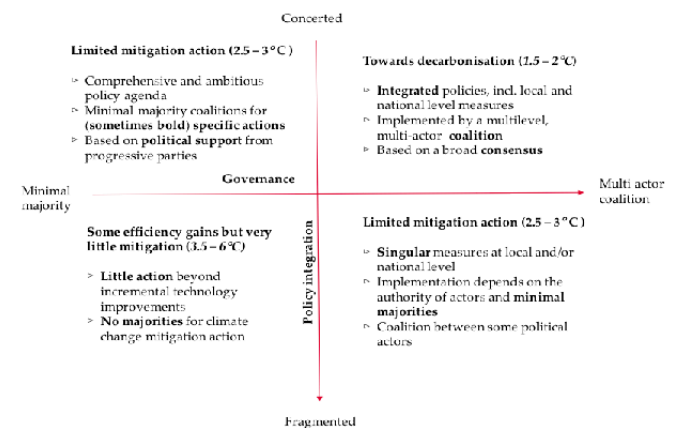 Concerted
Limited mitigation action (2.5 – 3°C )
▹ Comprehensive and ambitious
policy agenda
▹ Minimal majority coalitions for
(sometimes bold) specific actions
▹ Based on political support from
progressive parties
Towards decarbonisation (1.5 – 2°C)
▹ Integrated policies, incl. local and
national level measures
▹ Implemented by a multilevel,
multi-actor coalition
▹ Based on a broad consensus
Governance
Minimal
majority
Multi actor
coalition
Policy integration
Some efficiency gains but very
little mitigation (3.5 – 6°C)
▹ Little action beyond
incremental technology
improvements
▹ No majorities for climate
change mitigation action
Limited mitigation action (2.5 – 3°C )
▹ Singular measures at local and/or
national level
▹ Implementation depends on the
authority of actors and minimal
majorities
▹ Coalition between some political
actors
Fragmented